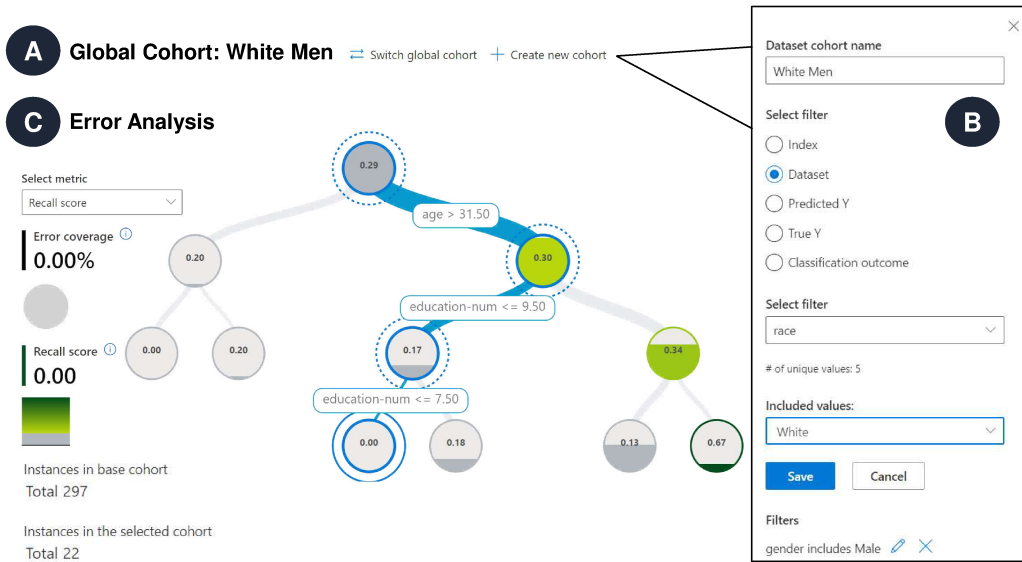 A Global Cohort: White Men Switch global cohort Create new cohort
C Error Analysis
Select metric
Recall score
Error coverage
0.00%
Recall score
0.00
Instances in base cohort
Total 297
Instances in the selected cohort
Total 22
0.29
age > 31.50
0.20
0.30
education-num <= 9.50
0.00
0.20
0.17
0.34
education-num <= 7.50
0.00
0.18
0.13
0.67
B
Dataset cohort name
White Men
Select filter
Index
Dataset
Predicted Y
True Y
Classification outcome
Select filter
race
# of unique values: 5
Included values:
White
Save Cancel
Filters
gender includes Male